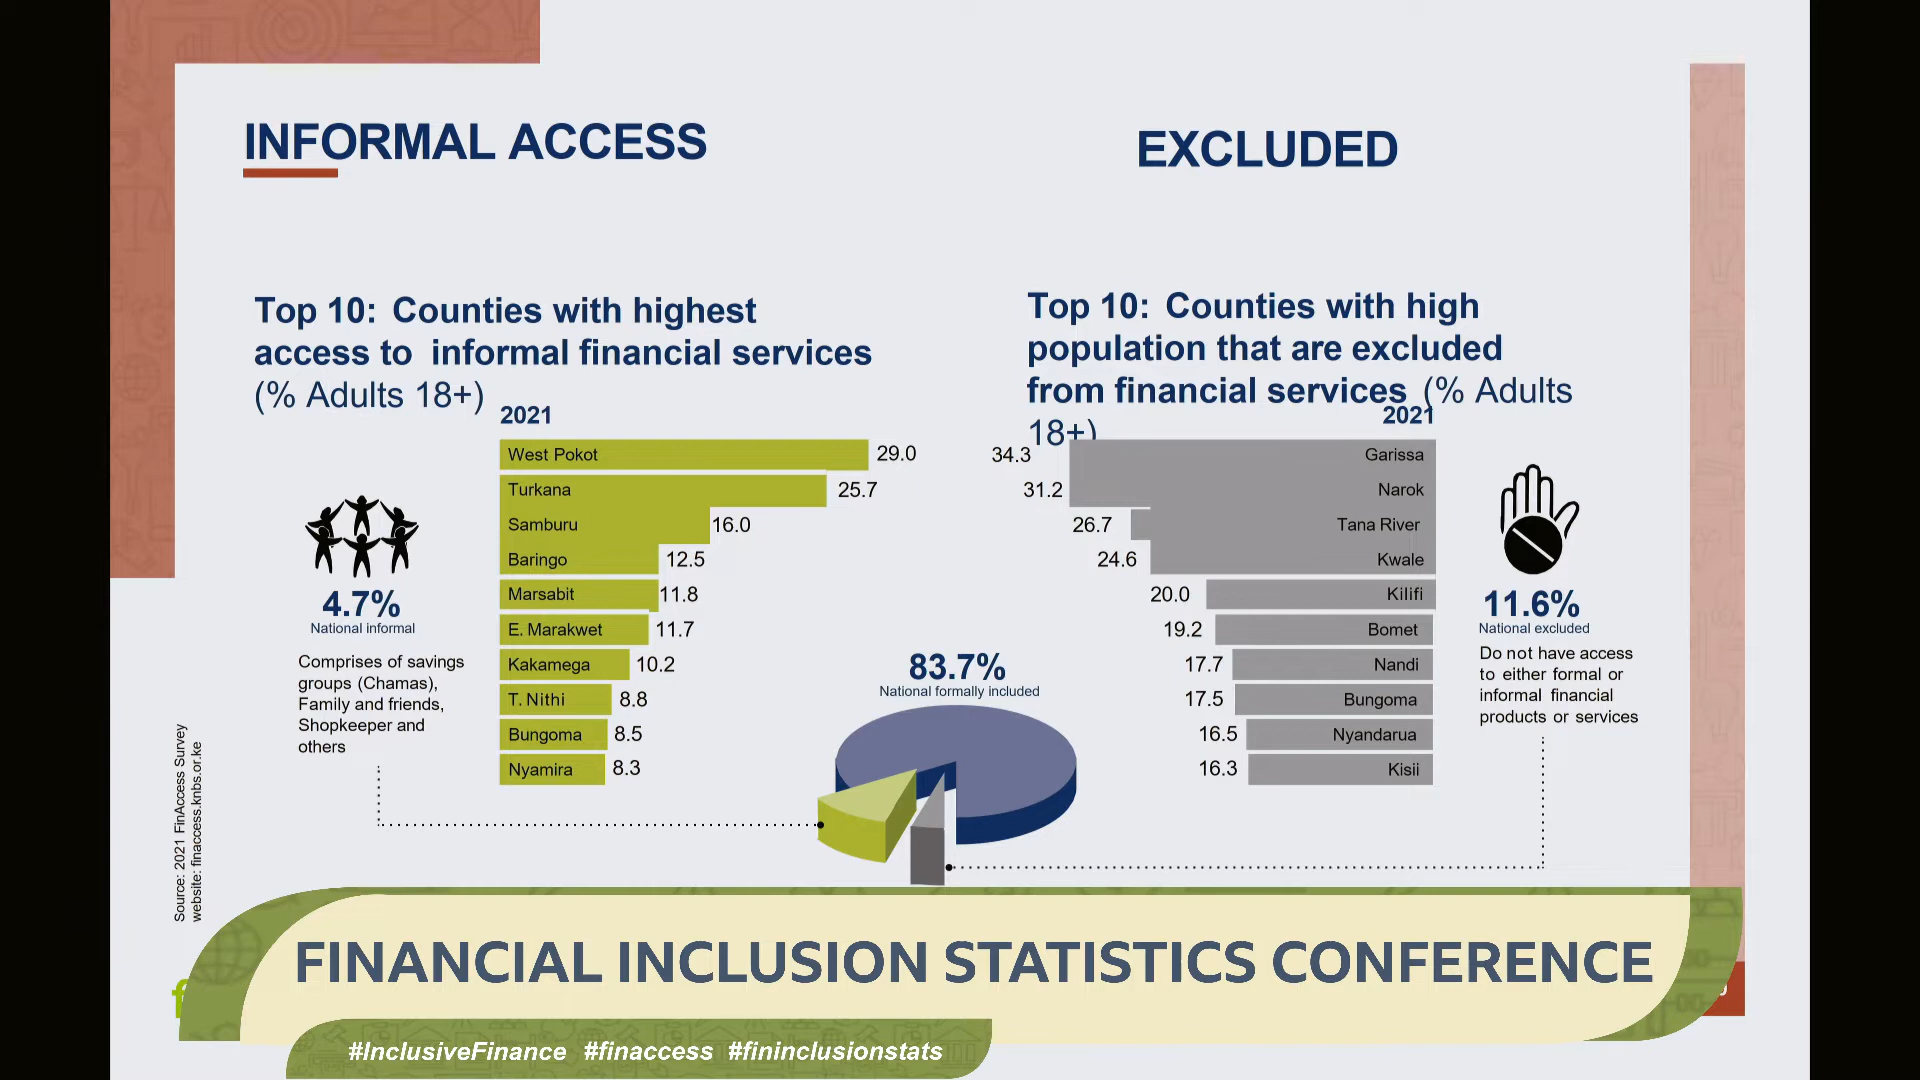 INFORMAL ACCESS
EXCLUDED
Top 10: Counties with highest
access to informal financial services
(% Adults 18+)
2021
West Pokot 29.0
Turkana 25.7
Samburu 16.0
Baringo 12.5
Marsabit 11.8
E. Marakwet 11.7
Kakamega 10.2
T. Nithi 8.8
Bungoma 8.5
Nyamira 8.3
4.7%
National informal
Comprises of savings
groups (Chamas),
Family and friends,
Shopkeeper and
others
83.7%
National formally included
Top 10: Counties with high
population that are excluded
from financial services (% Adults
18+)
2021
34.3 Garissa
31.2 Narok
26.7 Tana River
24.6 Kwale
20.0 Kilifi
19.2 Bomet
17.7 Nandi
17.5 Bungoma
16.5 Nyandarua
16.3 Kisii
11.6%
National excluded
Do not have access
to either formal or
informal financial
products or services
Source: 2021 FinAccess Survey
website: finaccess.knbs.or.ke
FINANCIAL INCLUSION STATISTICS CONFERENCE
#InclusiveFinance #finaccess #fininclusionstats